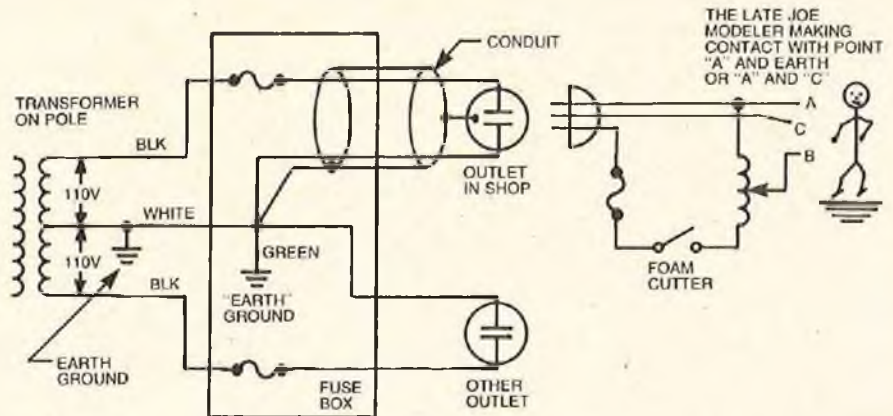 THE LATE JOE
MODELER MAKING
CONTACT WITH POINT
"A" AND EARTH
OR "A" AND "C"
CONDUIT
TRANSFORMER
ON POLE
BLK
110V
WHITE
110V
BLK
GREEN
"EARTH"
GROUND
EARTH
GROUND
FUSE
BOX
OUTLET
IN SHOP
OTHER
OUTLET
A
C
B
FOAM
CUTTER